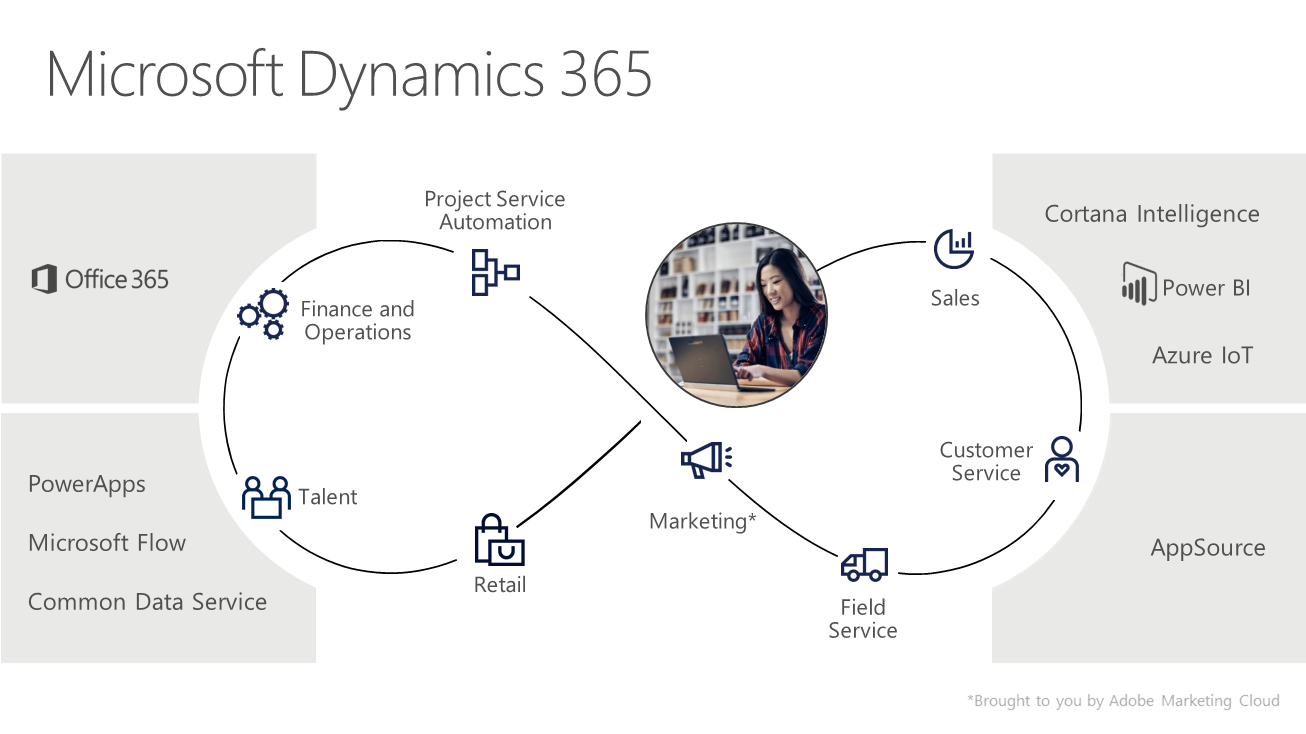 Microsoft Dynamics 365
Office 365
PowerApps
Microsoft Flow
Common Data Service
Project Service
Automation
Finance and
Operations
Talent
Retail
Marketing*
Sales
Customer
Service
Field
Service
Cortana Intelligence
Power BI
Azure IoT
AppSource
*Brought to you by Adobe Marketing Cloud